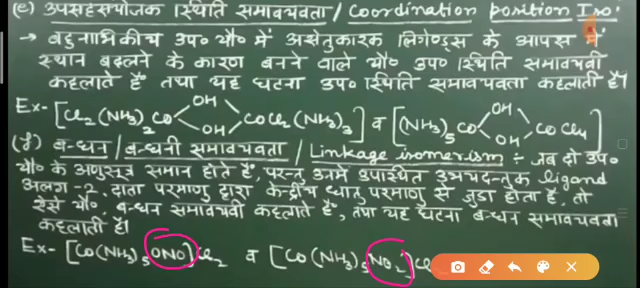 (e) उपसहसंयोजक स्थिति समावयवता / Coordination position Iso
→ बहुनाभिकीय उप० यौ० में असेतुकारक लिगेण्ड्स के आपस में
स्थान बदलने के कारण बनने वाले यौ० उप० स्थिति समावयवी
कहलाते हैं तथा यह घटना उप० स्थिति समावयवता कहलाती है।
Ex- [Cl2(NH3)2Co OH OH CoCl2(NH3)3] व [(NH3)5Co OH OH CoCl4]
(f) बन्धन / बन्धनी समावयवता / Linkage isomerism ÷ जब दो उप०
यौ० के अणुसूत्र समान होते हैं, परन्तु उनमें उपस्थित उभयदन्तुक ligand
अलग-2 दाता परमाणु द्वारा केन्द्रीय धातु परमाणु से जुडा होता है, तो
ऐसे यौ० बन्धन समावयवी कहलाते हैं, तथा यह घटना बन्धन समावयवता
कहलाती है।
Ex- [Co(NH3)5ONO]Cl2 व [Co(NH3)5NO2]Cl